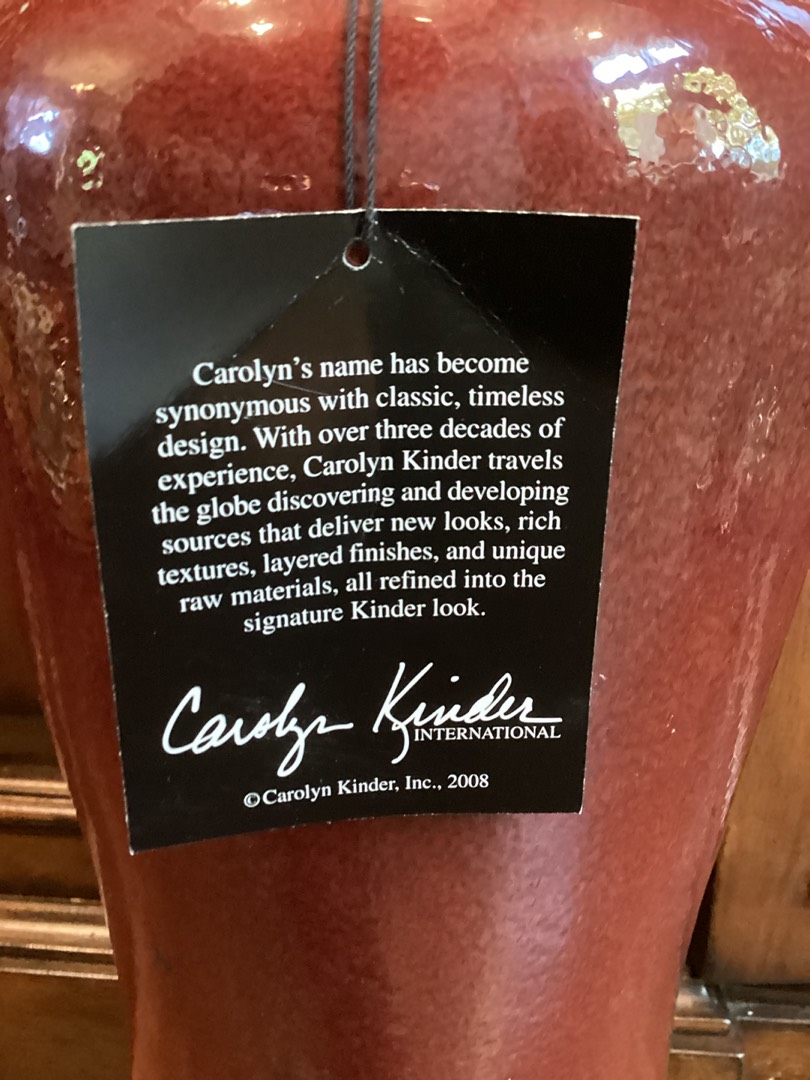 Carolyn's name has become
synonymous with classic, timeless
design. With over three decades of
experience, Carolyn Kinder travels
the globe discovering and developing
sources that deliver new looks, rich
textures, layered finishes, and unique
raw materials, all refined into the
signature Kinder look.
Carolyn Kinder
INTERNATIONAL
©Carolyn Kinder, Inc., 2008